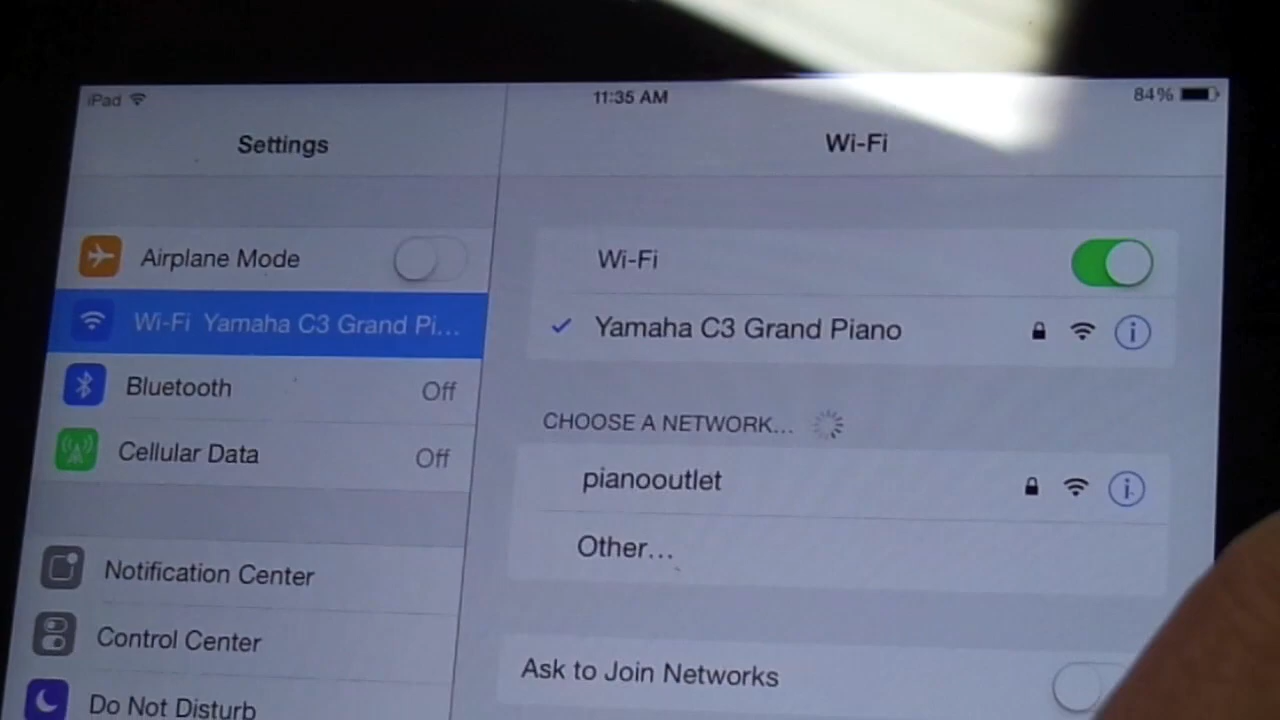 iPad
11:35 AM
84%
Settings
Wi-Fi
Airplane Mode
Wi-Fi Yamaha C3 Grand Pi...
Bluetooth Off
Cellular Data Off
Notification Center
Control Center
Do Not Disturb
Wi-Fi
Yamaha C3 Grand Piano
CHOOSE A NETWORK...
pianooutlet
Other...
Ask to Join Networks